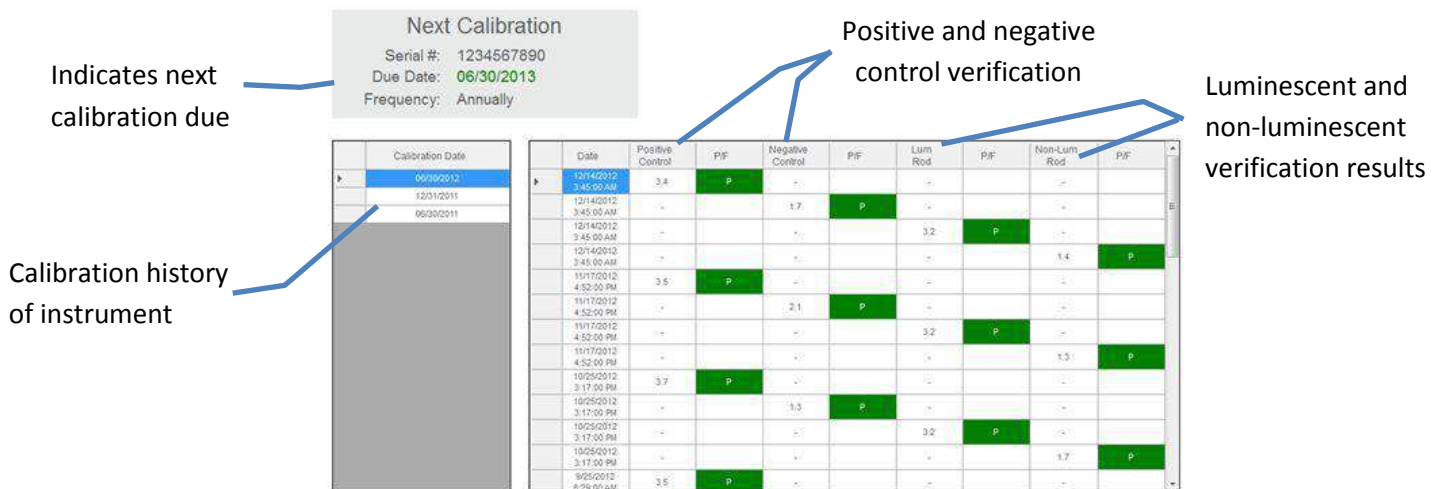 Next Calibration
Serial #: 1234567890
Due Date: 06/30/2013
Frequency: Annually
Indicates next
calibration due
Positive and negative
control verification
Luminescent and
non-luminescent
verification results
Calibration history
of instrument
Calibration Date
06/30/2012
12/31/2011
06/30/2011
Date Positive Control P/F Negative Control P/F Lum Rod P/F Non-Lum Rod P/F
12/14/2012 3.4 P - - -
3:45:00 AM
12/14/2012 - 1.7 P - -
3:45:00 AM
12/14/2012 - - 3.2 P -
3:45:00 AM
12/14/2012 - - - 1.4 P
3:45:00 AM
11/17/2012 3.5 P - - -
4:52:00 PM
11/17/2012 - 2.1 P - -
4:52:00 PM
11/17/2012 - - 3.2 P -
4:52:00 PM
11/17/2012 - - - 1.3 P
4:52:00 PM
10/25/2012 3.7 P - - -
3:17:00 PM
10/25/2012 - 1.3 P - -
3:17:00 PM
10/25/2012 - - 3.2 P -
3:17:00 PM
10/25/2012 - - - 1.7 P
3:17:00 PM
9/25/2012 3.5 P - - -